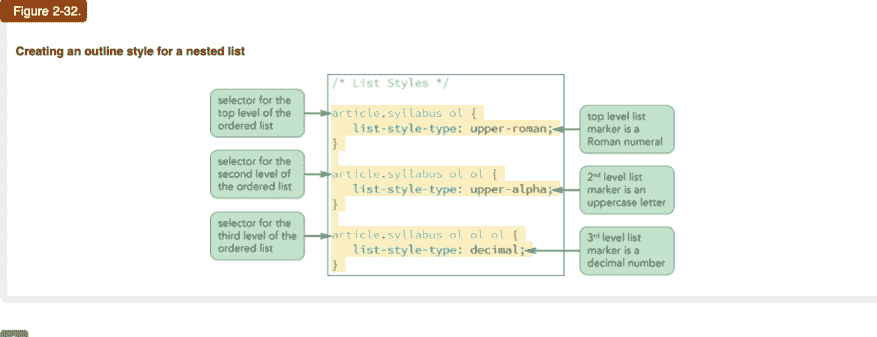 Figure 2-32.
Creating an outline style for a nested list
/* List Styles */
selector for the
top level of the
ordered list
article.syllabus ol {
list-style-type: upper-roman;
}
top level list
marker is a
Roman numeral
selector for the
second level of
the ordered list
article.syllabus ol ol {
list-style-type: upper-alpha;
}
2nd level list
marker is an
uppercase letter
selector for the
third level of the
ordered list
article.syllabus ol ol ol {
list-style-type: decimal;
}
3rd level list
marker is a
decimal number